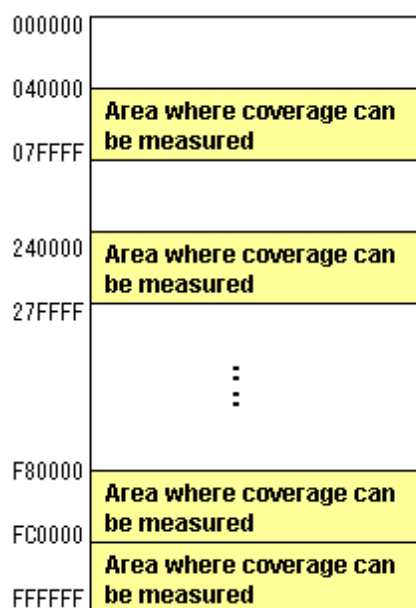 000000
040000
Area where coverage can
be measured
07FFFF
240000
Area where coverage can
be measured
27FFFF
F80000
Area where coverage can
be measured
FC0000
Area where coverage can
be measured
FFFFFF